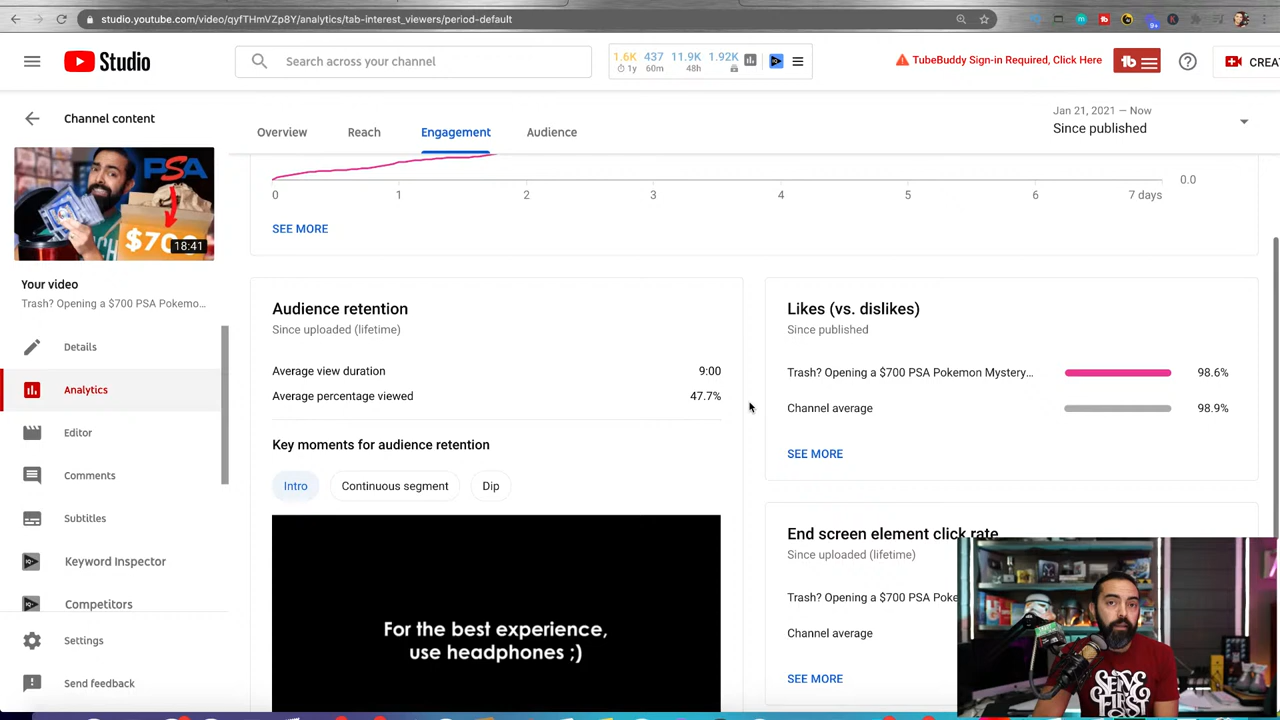 studio.youtube.com/video/qyfTHmVZp8Y/analytics/tab-interest_viewers/period-default
Studio
Search across your channel
1.6K 437 11.9K 1.92K
1y 60m 48h
TubeBuddy Sign-in Required, Click Here
tb
CREA
9+
Channel content
Overview
Reach
Engagement
Audience
Jan 21, 2021 — Now
Since published
PSA
$700
18:41
0 1 2 3 4 5 6 7 days
0.0
SEE MORE
Your video
Trash? Opening a $700 PSA Pokemo...
Details
Analytics
Editor
Comments
Subtitles
Keyword Inspector
Competitors
Settings
Send feedback
Audience retention
Since uploaded (lifetime)
Average view duration 9:00
Average percentage viewed 47.7%
Key moments for audience retention
Intro
Continuous segment
Dip
For the best experience,
use headphones ;)
Likes (vs. dislikes)
Since published
Trash? Opening a $700 PSA Pokemon Mystery... 98.6%
Channel average 98.9%
SEE MORE
End screen element click rate
Since uploaded (lifetime)
Trash? Opening a $700 PSA Poke
Channel average
SEE MORE
SERVE
FIRST